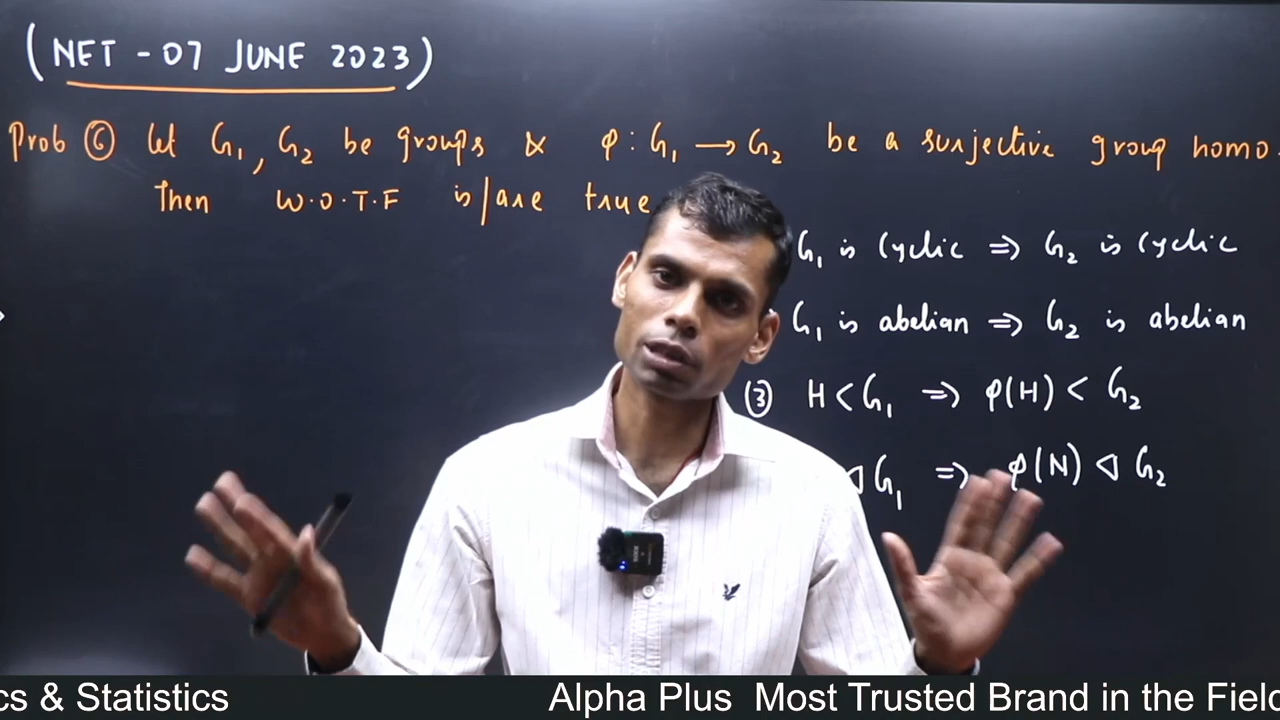 (NET - 07 JUNE 2023)
Prob ⑥ let G₁, G₂ be groups & φ : G₁ → G₂ be a surjective group homo.
Then W.O.T.F is/are true
G₁ is cyclic ⇒ G₂ is cyclic
G₁ is abelian ⇒ G₂ is abelian
③ H < G₁ ⇒ φ(H) < G₂
⊲ G₁ ⇒ φ(N) ⊲ G₂
cs & Statistics Alpha Plus Most Trusted Brand in the Field